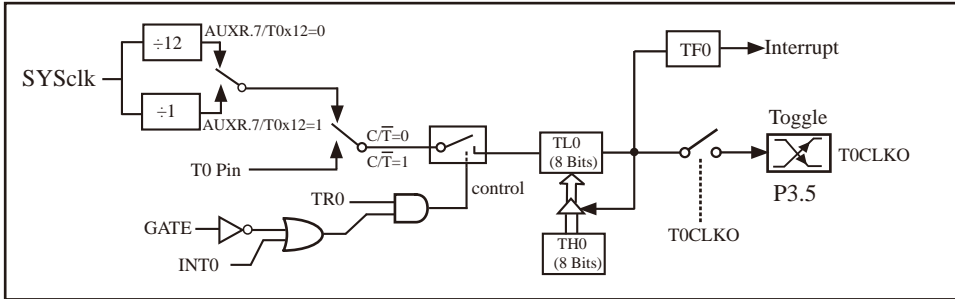 AUXR.7/T0x12=0
÷12
SYSclk
÷1
AUXR.7/T0x12=1
T0 Pin
C/T̅=0
C/T̅=1
control
TR0
GATE
INT0
TL0
(8 Bits)
TH0
(8 Bits)
TF0
Interrupt
Toggle
T0CLKO
P3.5
T0CLKO